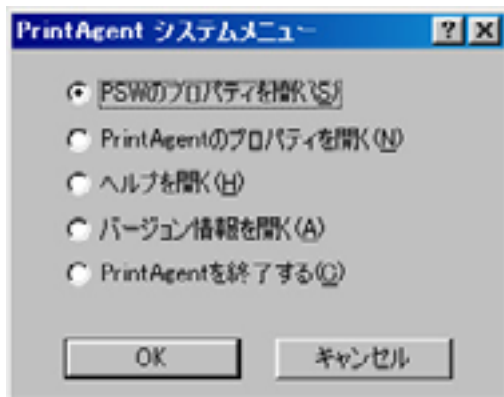 PrintAgent システムメニュー
PSWのプロパティを開く(S)
PrintAgentのプロパティを開く(N)
ヘルプを開く(H)
バージョン情報を開く(A)
PrintAgentを終了する(C)
OK キャンセル